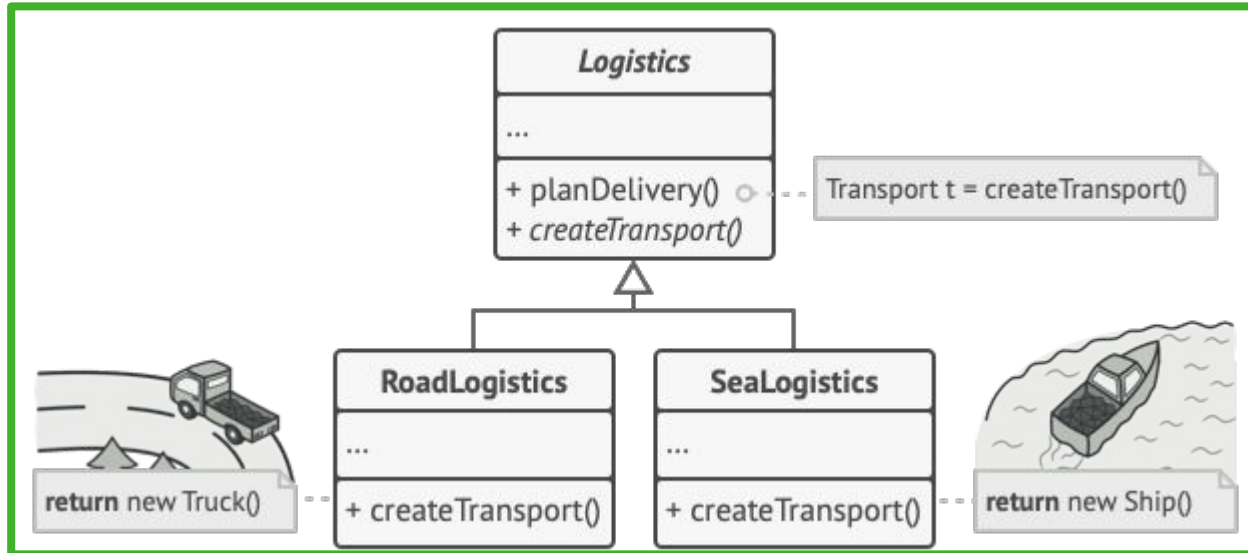 Logistics
...
+ planDelivery()
+ createTransport()
Transport t = createTransport()
RoadLogistics
...
+ createTransport()
return new Truck()
SeaLogistics
...
+ createTransport()
return new Ship()